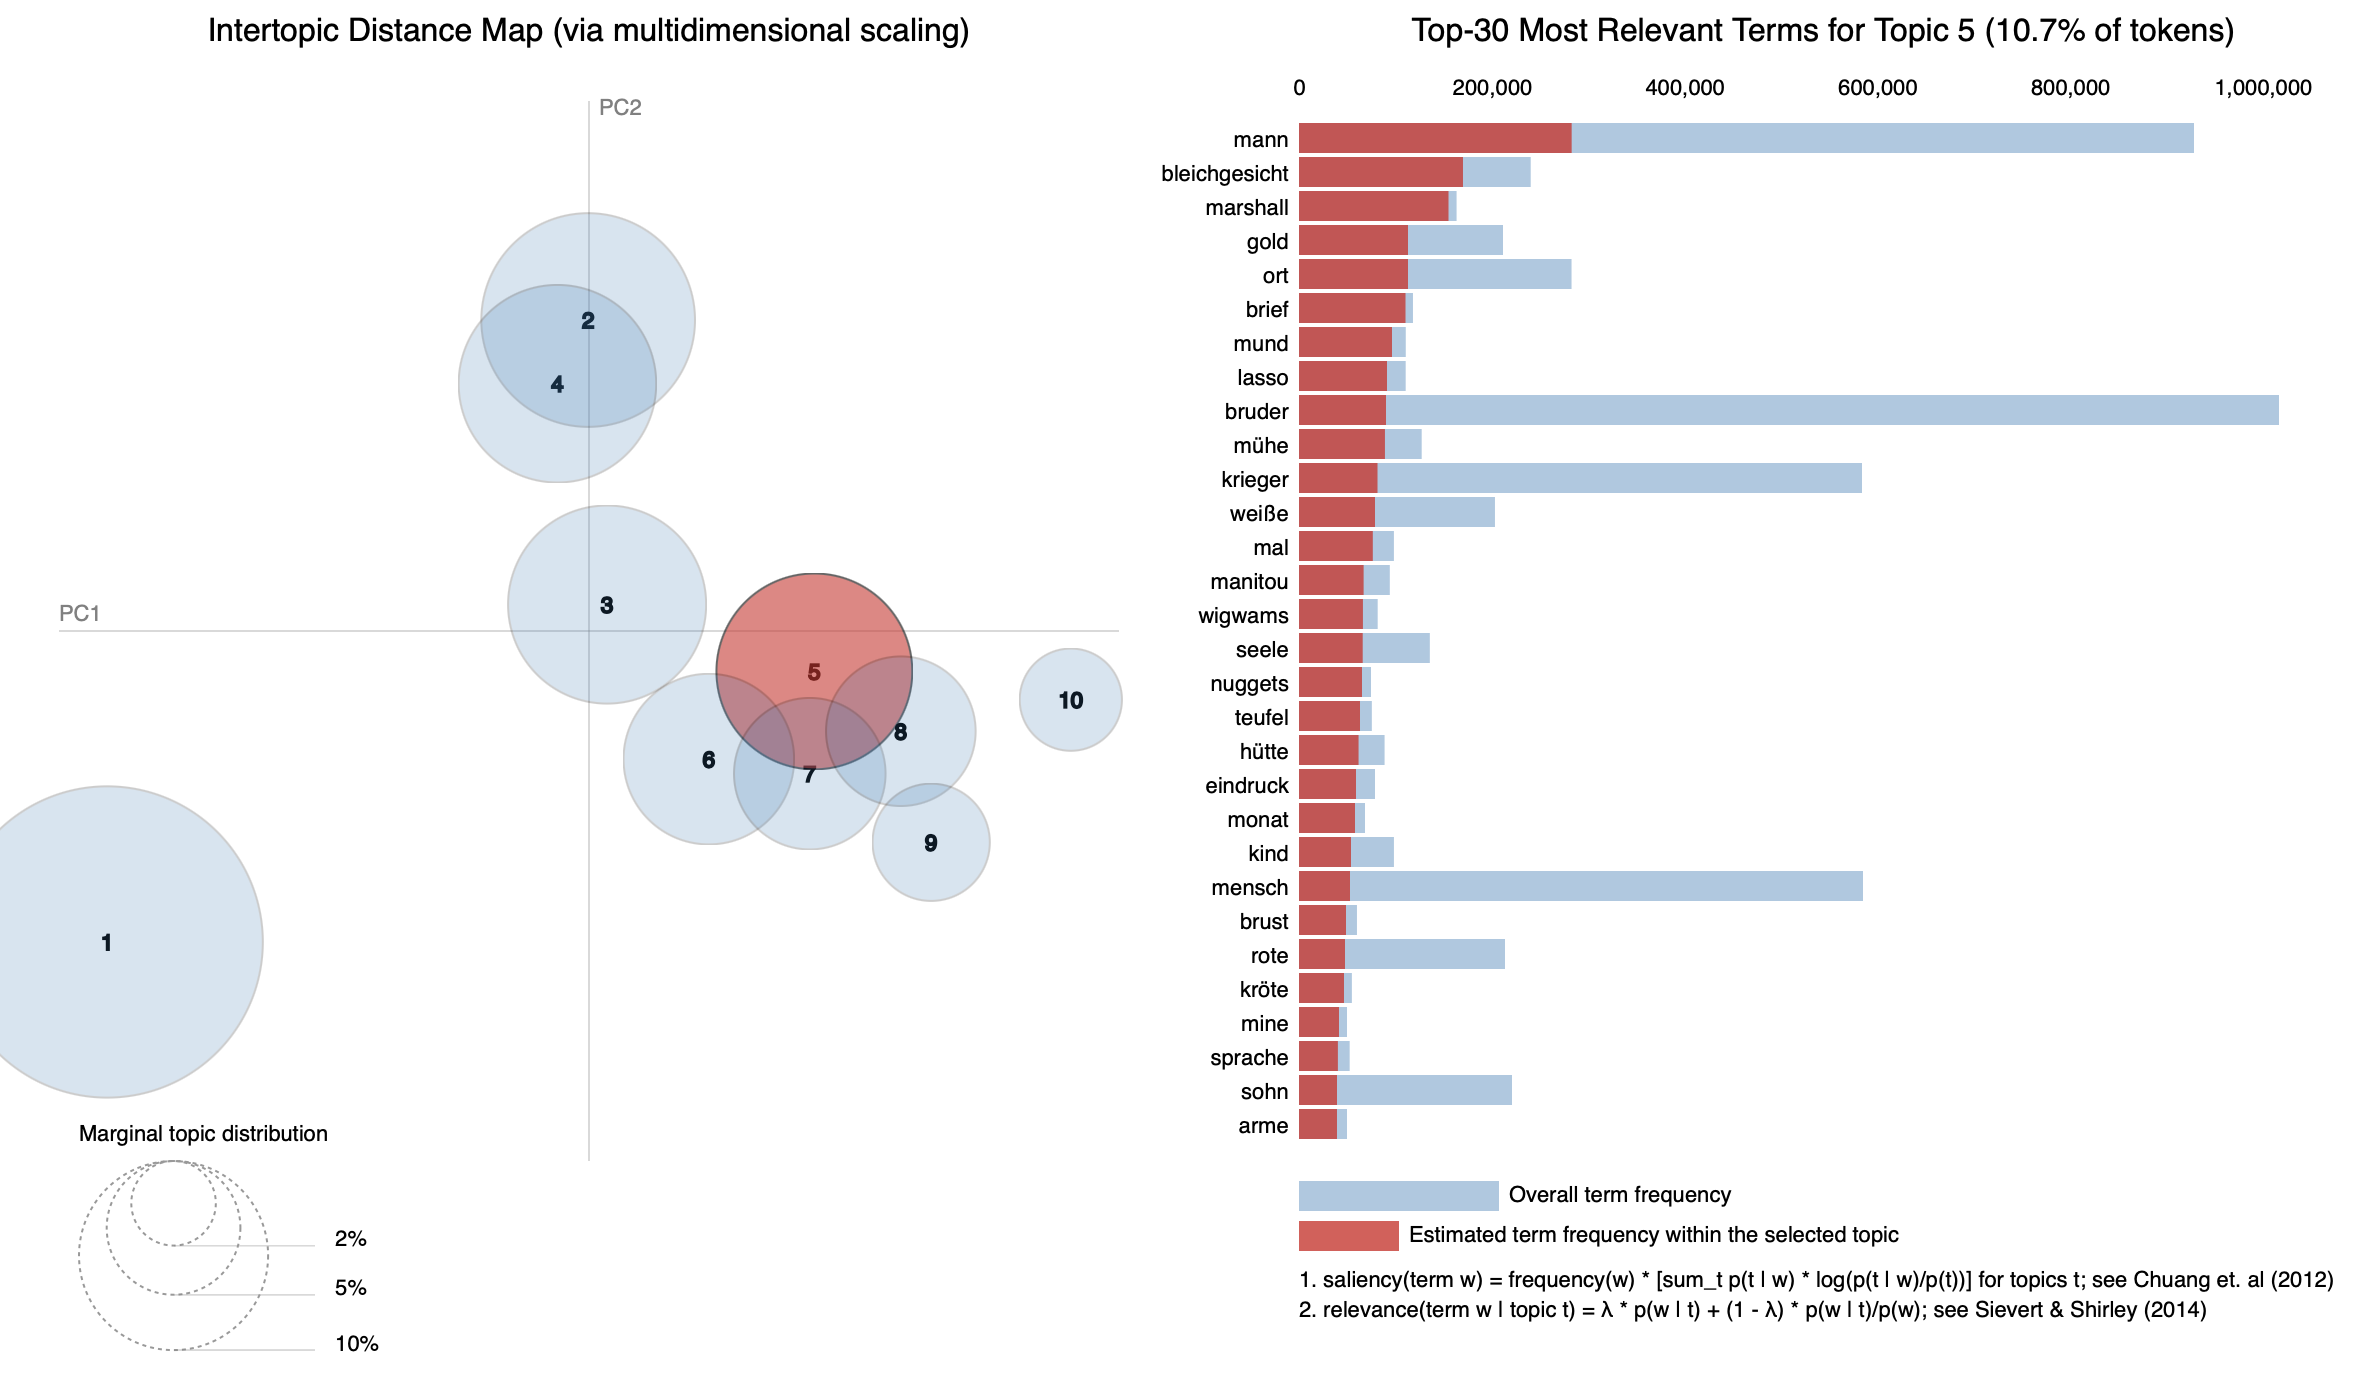 Intertopic Distance Map (via multidimensional scaling)
PC2
PC1
2
4
3
5
6
7
8
9
10
1
Marginal topic distribution
2%
5%
10%
Top-30 Most Relevant Terms for Topic 5 (10.7% of tokens)
0 200,000 400,000 600,000 800,000 1,000,000
mann
bleichgesicht
marshall
gold
ort
brief
mund
lasso
bruder
mühe
krieger
weiße
mal
manitou
wigwams
seele
nuggets
teufel
hütte
eindruck
monat
kind
mensch
brust
rote
kröte
mine
sprache
sohn
arme
Overall term frequency
Estimated term frequency within the selected topic
1. saliency(term w) = frequency(w) * [sum_t p(t | w) * log(p(t | w)/p(t))] for topics t; see Chuang et. al (2012)
2. relevance(term w | topic t) = λ * p(w | t) + (1 - λ) * p(w | t)/p(w); see Sievert & Shirley (2014)